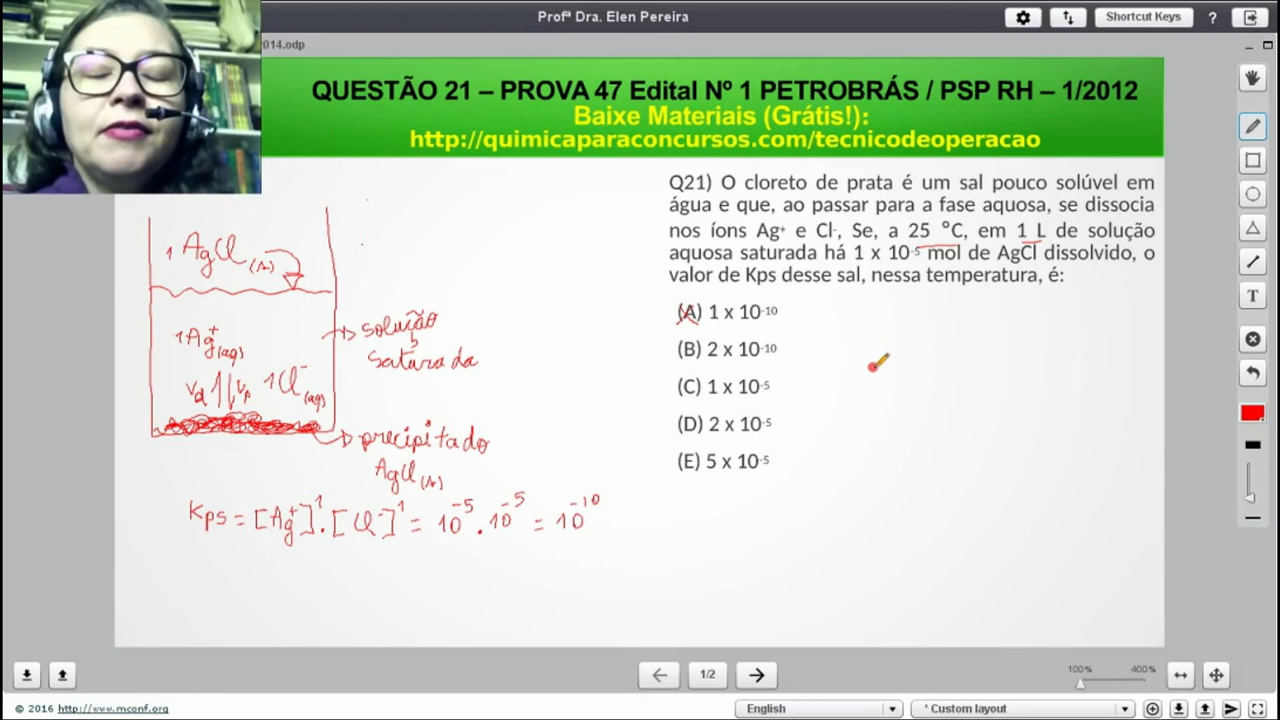 Profª Dra. Elen Pereira
Shortcut Keys
?
014.odp
QUESTÃO 21 – PROVA 47 Edital Nº 1 PETROBRÁS / PSP RH – 1/2012
Baixe Materiais (Grátis!):
http://quimicaparaconcursos.com/tecnicodeoperacao
Q21) O cloreto de prata é um sal pouco solúvel em
água e que, ao passar para a fase aquosa, se dissocia
nos íons Ag⁺ e Cl⁻, Se, a 25 °C, em 1 L de solução
aquosa saturada há 1 x 10⁻⁵ mol de AgCl dissolvido, o
valor de Kps desse sal, nessa temperatura, é:
(A) 1 x 10⁻¹⁰
(B) 2 x 10⁻¹⁰
(C) 1 x 10⁻⁵
(D) 2 x 10⁻⁵
(E) 5 x 10⁻⁵
1 AgCl
1Ag⁺(aq)
1Cl⁻(aq)
solução
saturada
precipitado
AgCl
Kps = [Ag⁺]¹ . [Cl⁻]¹ = 10⁻⁵ . 10⁻⁵ = 10⁻¹⁰
T
1/2
100%
400%
© 2016 http://www.mconf.org
English
* Custom layout